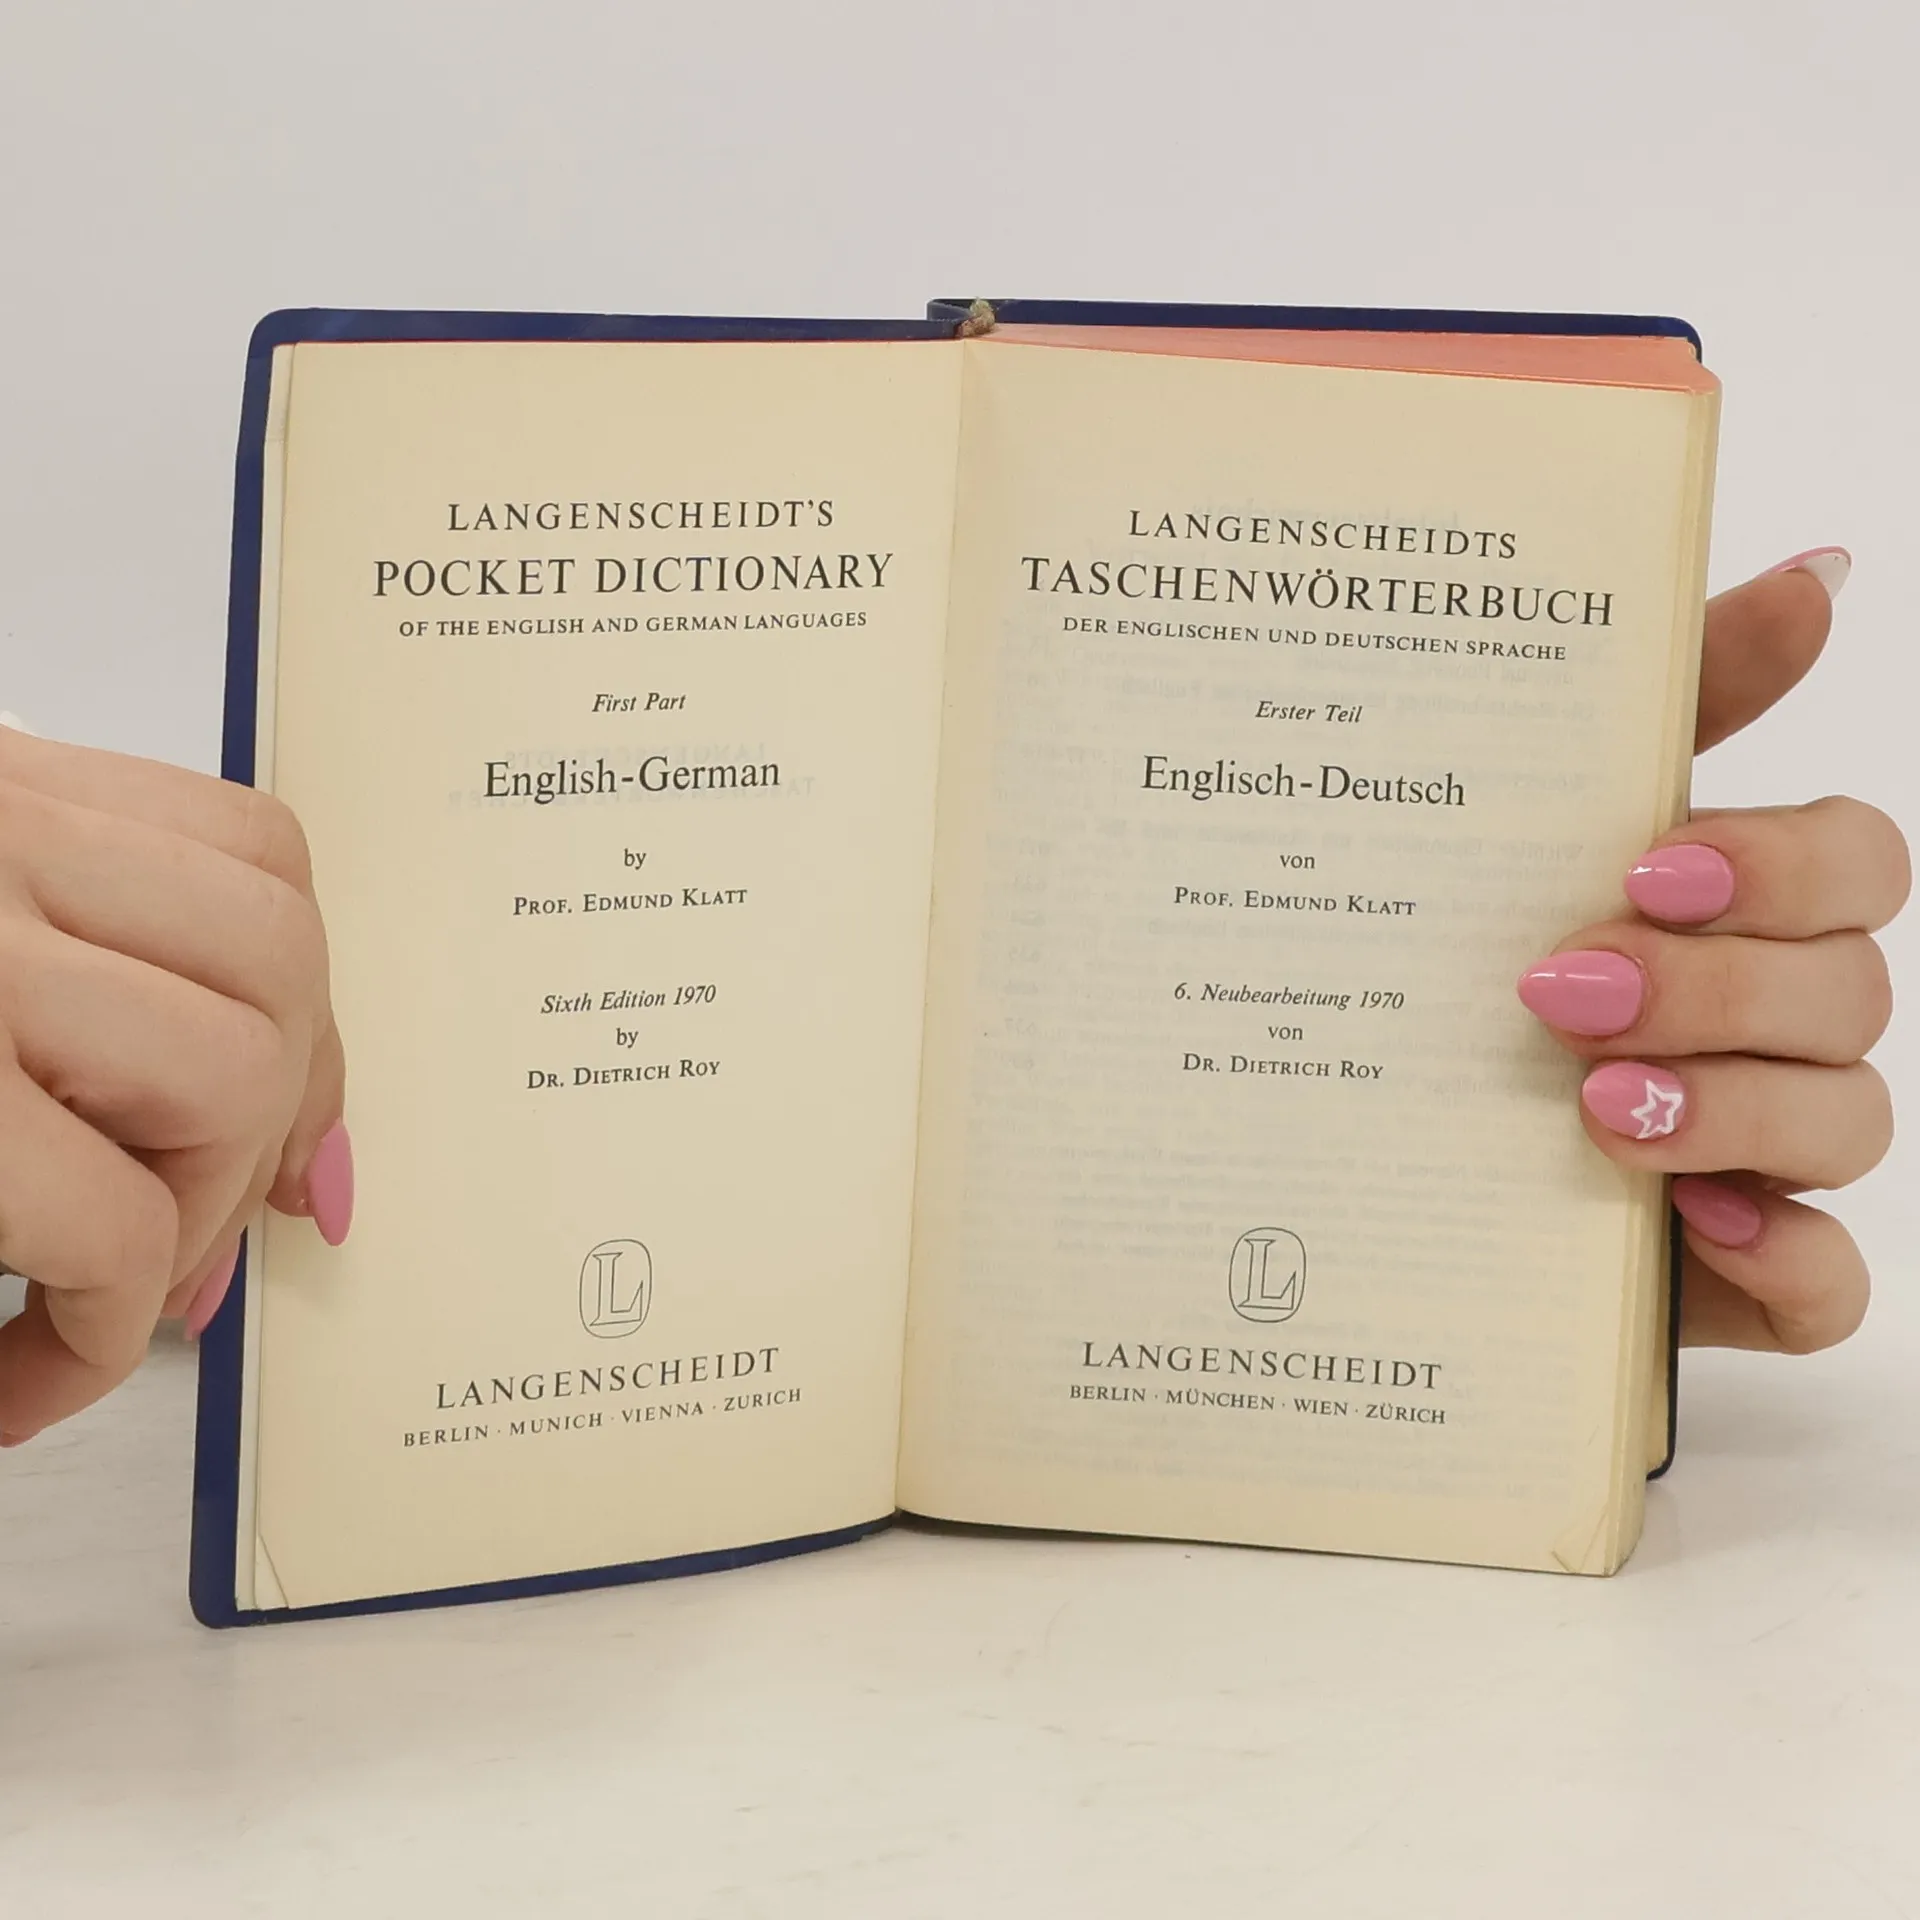 LANGENSCHEIDT'S
POCKET DICTIONARY
OF THE ENGLISH AND GERMAN LANGUAGES
First Part
English-German
by
PROF. EDMUND KLATT
Sixth Edition 1970
by
DR. DIETRICH ROY
L
LANGENSCHEIDT
BERLIN · MUNICH · VIENNA · ZURICH
LANGENSCHEIDTS
TASCHENWÖRTERBUCH
DER ENGLISCHEN UND DEUTSCHEN SPRACHE
Erster Teil
Englisch-Deutsch
von
PROF. EDMUND KLATT
6. Neubearbeitung 1970
von
DR. DIETRICH ROY
L
LANGENSCHEIDT
BERLIN · MÜNCHEN · WIEN · ZÜRICH